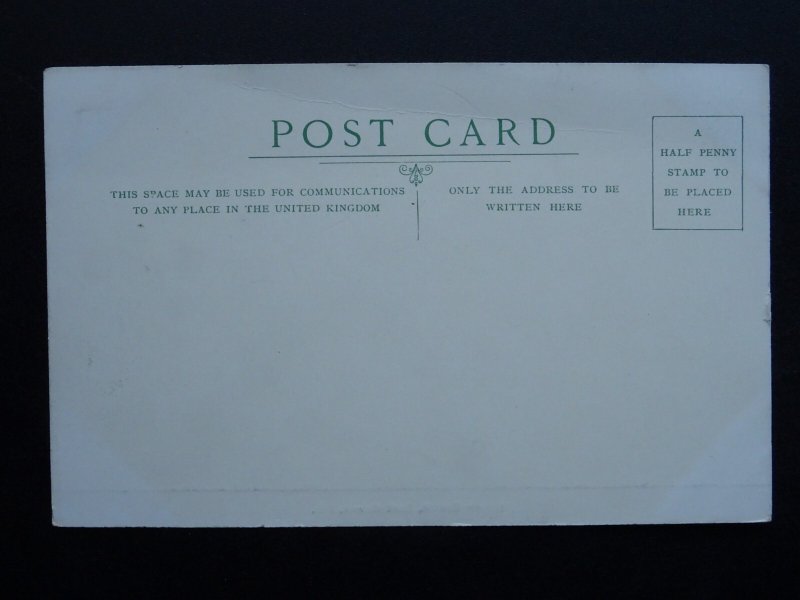 POST CARD
THIS SPACE MAY BE USED FOR COMMUNICATIONS
TO ANY PLACE IN THE UNITED KINGDOM
ONLY THE ADDRESS TO BE
WRITTEN HERE
A
HALF PENNY
STAMP TO
BE PLACED
HERE